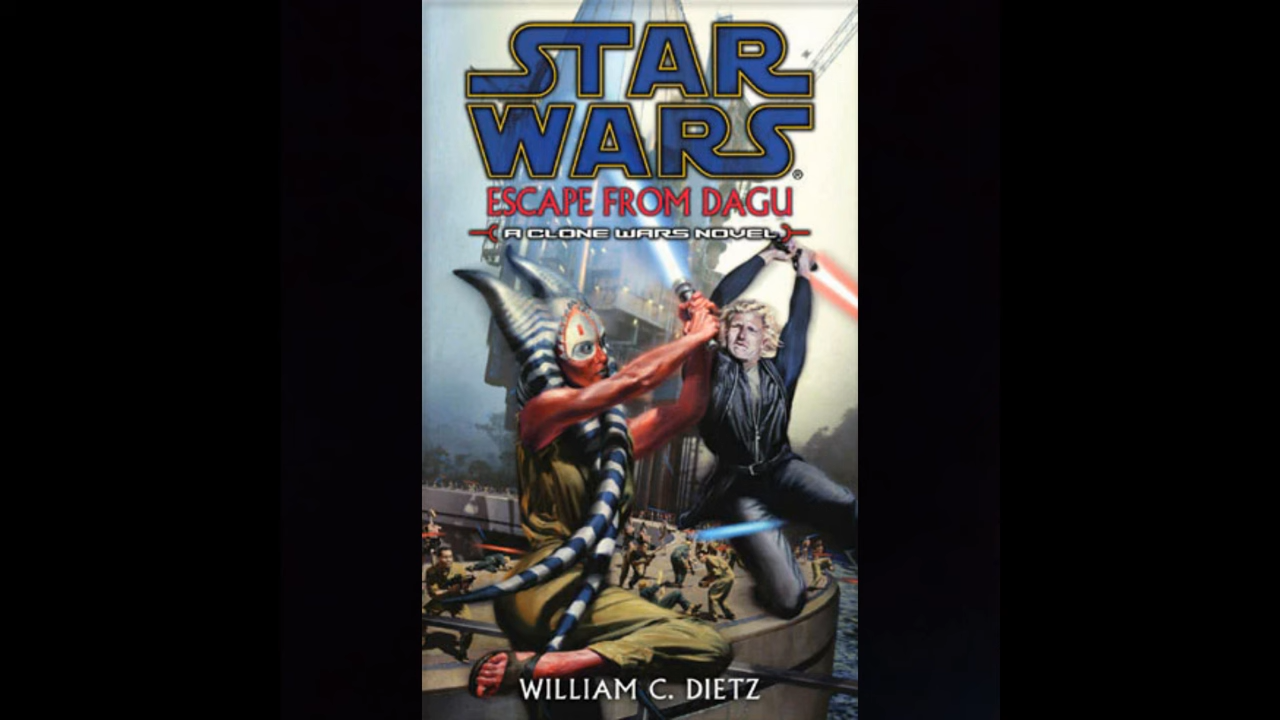 STAR
WARS®
ESCAPE FROM DAGU
A CLONE WARS NOVEL
WILLIAM C. DIETZ